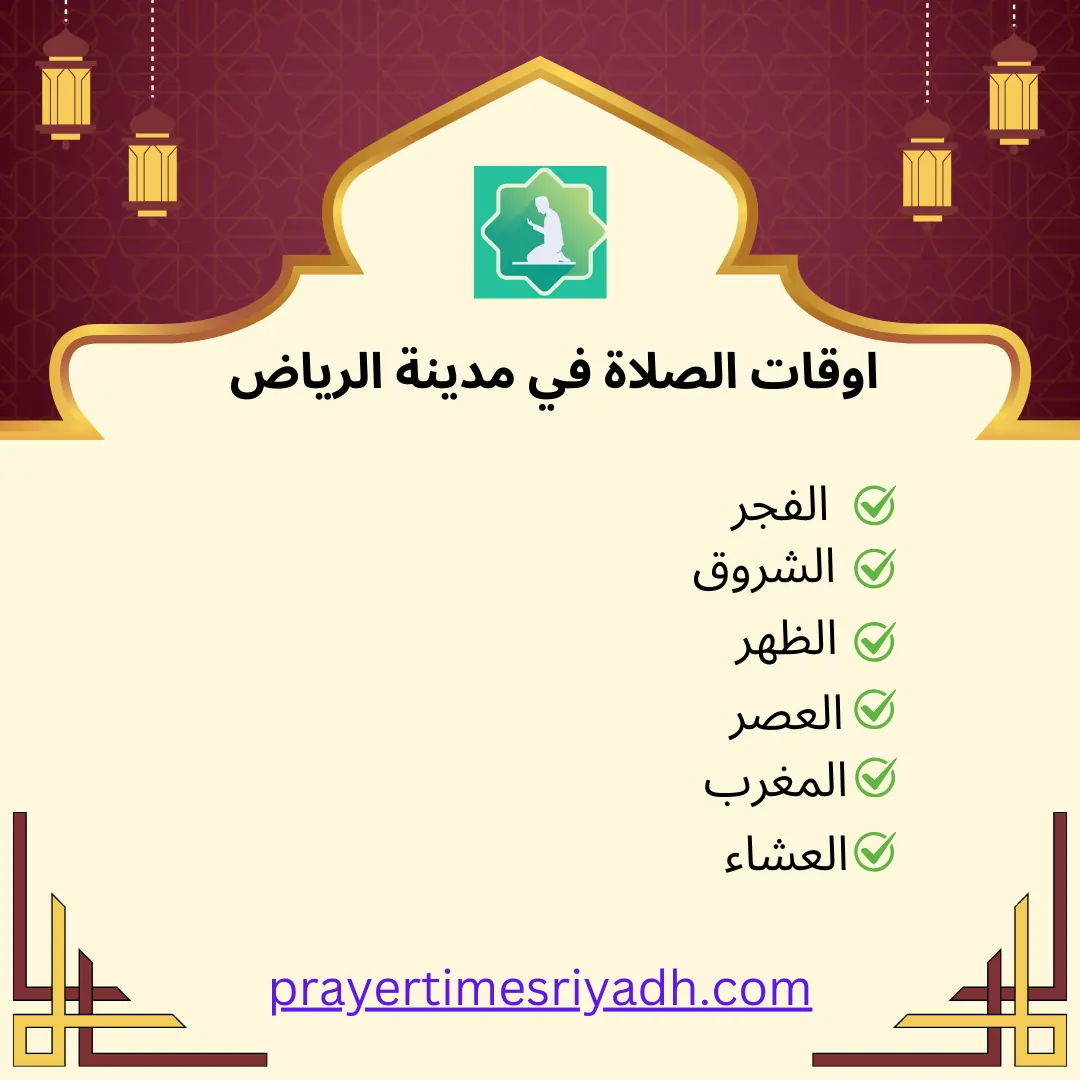 اوقات الصلاة في مدينة الرياض
الفجر
الشروق
الظهر
العصر
المغرب
العشاء
prayertimesriyadh.com